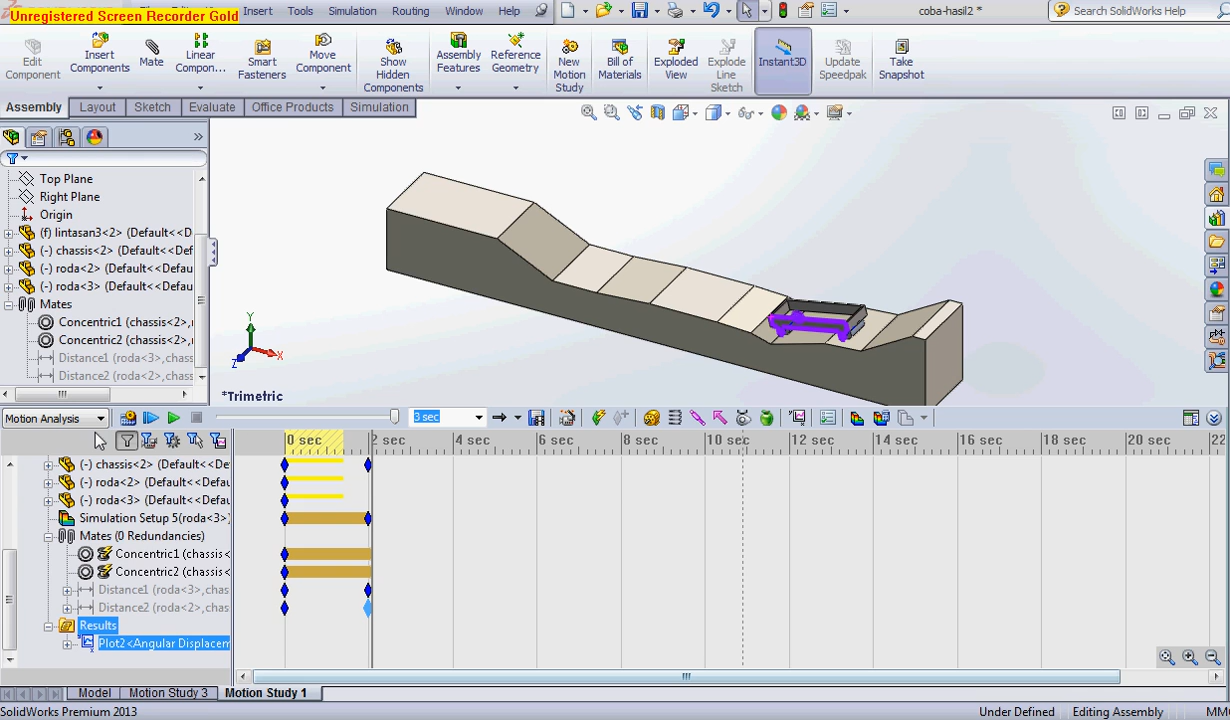 Unregistered Screen Recorder Gold
Insert Tools Simulation Routing Window Help
coba-hasil2 *
Search SolidWorks Help
Edit Component
Insert Components
Mate
Linear Compon...
Smart Fasteners
Move Component
Show Hidden Components
Assembly Features
Reference Geometry
New Motion Study
Bill of Materials
Exploded View
Explode Line Sketch
Instant3D
Update Speedpak
Take Snapshot
Assembly Layout Sketch Evaluate Office Products Simulation
Top Plane
Right Plane
Origin
(f) lintasan3<2> (Default<<D
(-) chassis<2> (Default<<Def
(-) roda<2> (Default<<Defau
(-) roda<3> (Default<<Defau
Mates
Concentric1 (chassis<2>,r
Concentric2 (chassis<2>,r
Distance1 (roda<3>,chass
Distance2 (roda<2>,chass
Y
X
Z
*Trimetric
Motion Analysis
3 sec
0 sec 2 sec 4 sec 6 sec 8 sec 10 sec 12 sec 14 sec 16 sec 18 sec 20 sec 22
(-) chassis<2> (Default<<De
(-) roda<2> (Default<<Defau
(-) roda<3> (Default<<Defau
Simulation Setup 5(roda<3>)
Mates (0 Redundancies)
Concentric1 (chassis<
Concentric2 (chassis<
Distance1 (roda<3>,chas
Distance2 (roda<2>,chas
Results
Plot2<Angular Displacem
Model Motion Study 3 Motion Study 1
SolidWorks Premium 2013
Under Defined
Editing Assembly
MM